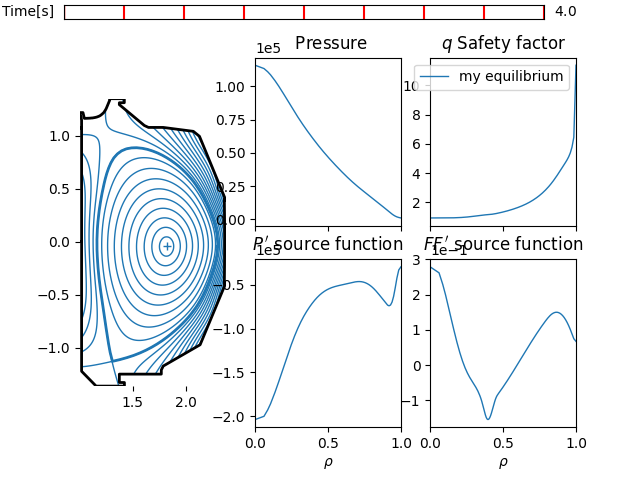 Time[s] 4.0
Pressure
q Safety factor
1e5
my equilibrium
1.00
0.75
0.50
0.25
0.00
10
8
6
4
2
1.0
0.5
0.0
−0.5
−1.0
1.5 2.0
P′ source function
FF′ source function
1e5
1e−1
−0.5
−1.0
−1.5
−2.0
3
2
1
0
−1
0.0 0.5 1.0
0.0 0.5 1.0
ρ
ρ